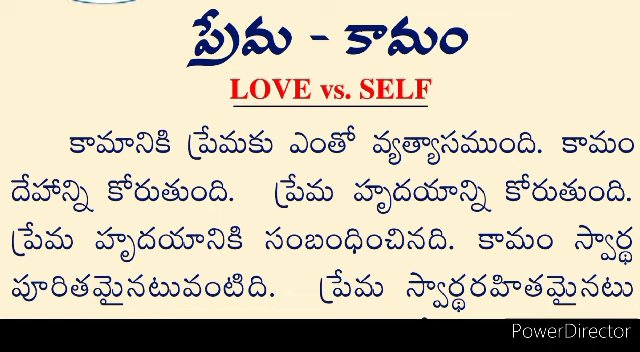 ప్రేమ - కామం
LOVE vs. SELF
కామానికి ప్రేమకు ఎంతో వ్యత్యాసముంది. కామం
దేహాన్ని కోరుతుంది. ప్రేమ హృదయాన్ని కోరుతుంది.
ప్రేమ హృదయానికి సంబంధించినది. కామం స్వార్థ
పూరితమైనటువంటిది. ప్రేమ స్వార్థరహితమైనటు
PowerDirector